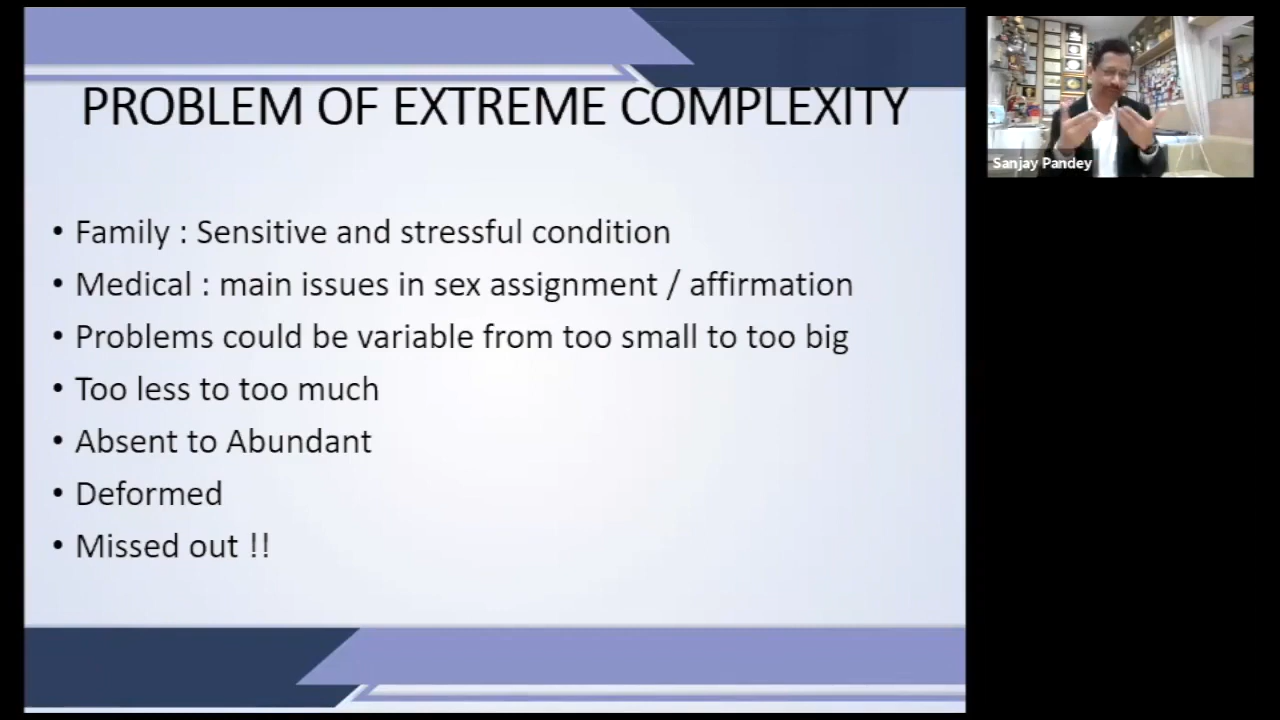 PROBLEM OF EXTREME COMPLEXITY
• Family : Sensitive and stressful condition
• Medical : main issues in sex assignment / affirmation
• Problems could be variable from too small to too big
• Too less to too much
• Absent to Abundant
• Deformed
• Missed out !!
Sanjay Pandey